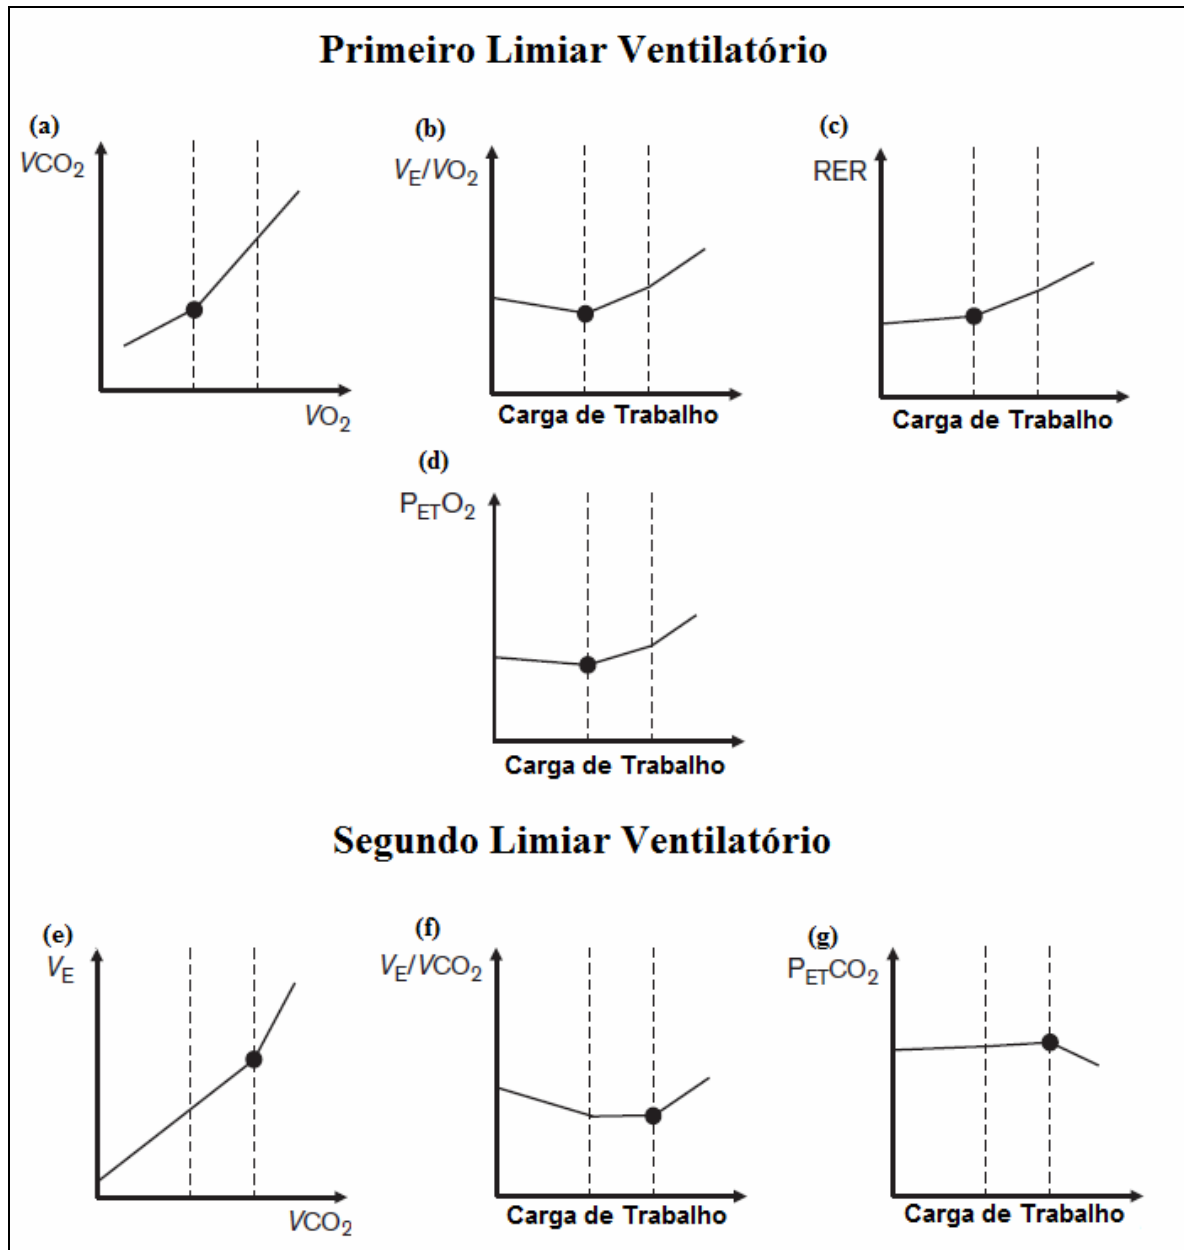 Primeiro Limiar Ventilatório
(a)
VCO₂
VO₂
(b)
VE/VO₂
Carga de Trabalho
(c)
RER
Carga de Trabalho
(d)
PETO₂
Carga de Trabalho
Segundo Limiar Ventilatório
(e)
VE
VCO₂
(f)
VE/VCO₂
Carga de Trabalho
(g)
PETCO₂
Carga de Trabalho